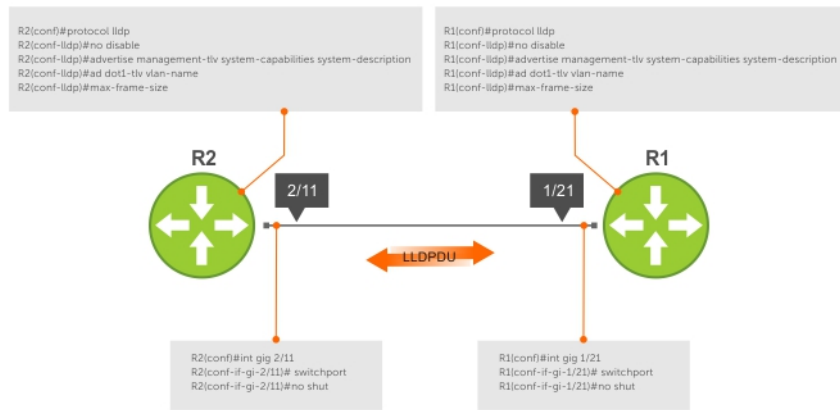 R2(conf)#protocol lldp
R2(conf-lldp)#no disable
R2(conf-lldp)#advertise management-tlv system-capabilities system-description
R2(conf-lldp)#ad dot1-tlv vlan-name
R2(conf-lldp)#max-frame-size
R1(conf)#protocol lldp
R1(conf-lldp)#no disable
R1(conf-lldp)#advertise management-tlv system-capabilities system-description
R1(conf-lldp)#ad dot1-tlv vlan-name
R1(conf-lldp)#max-frame-size
R2
R1
2/11
1/21
LLDPDU
R2(conf)#int gig 2/11
R2(conf-if-gi-2/11)# switchport
R2(conf-if-gi-2/11)#no shut
R1(conf)#int gig 1/21
R1(conf-if-gi-1/21)# switchport
R1(conf-if-gi-1/21)#no shut